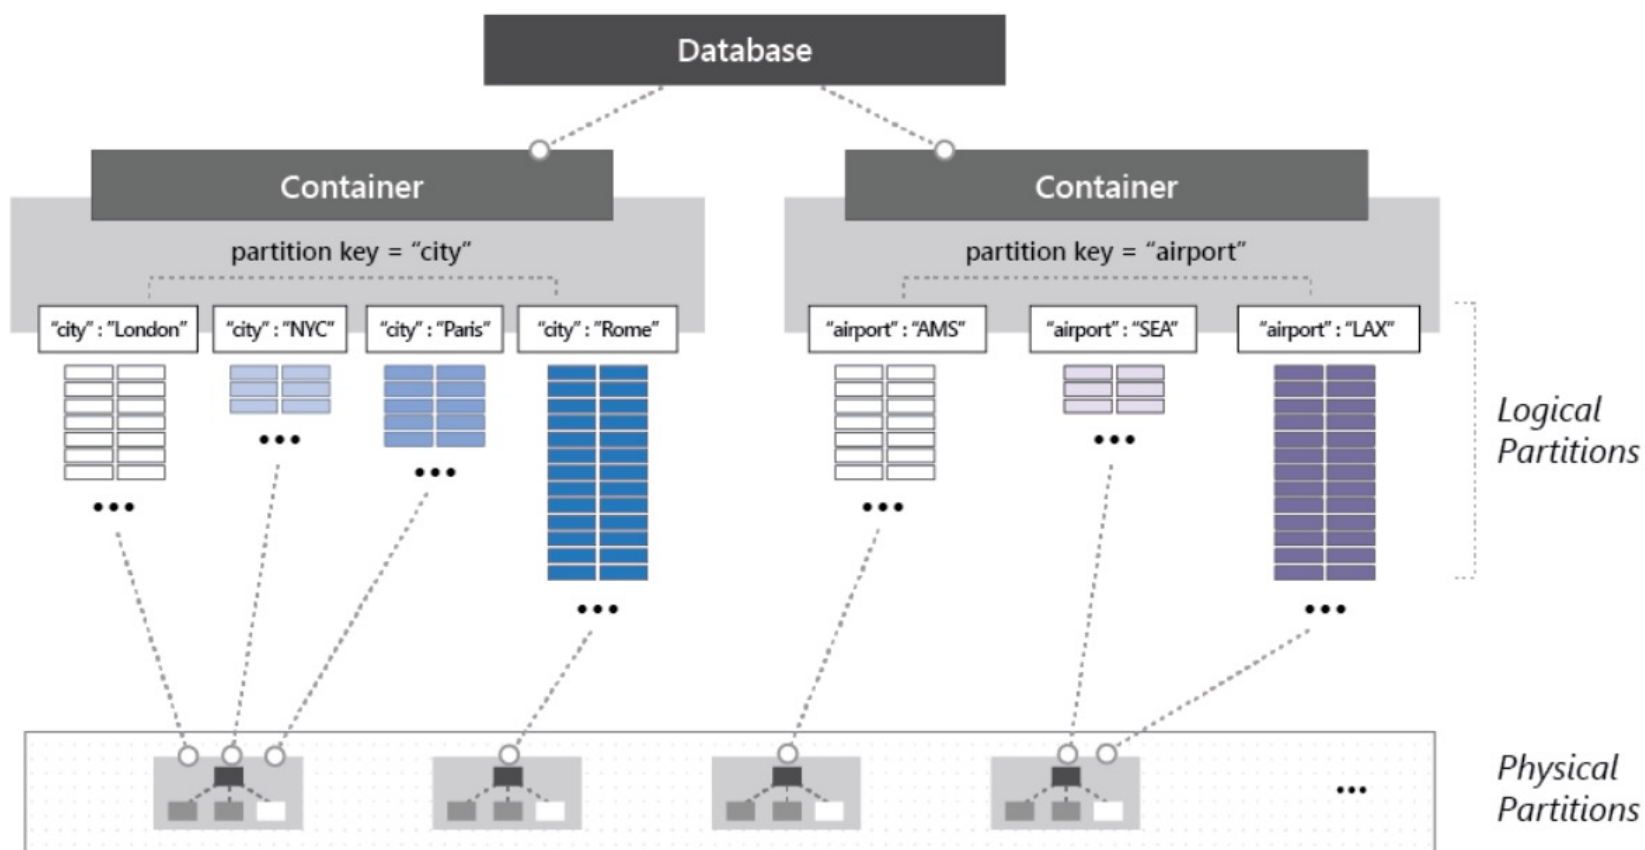 Database
Container
Container
partition key = “city”
partition key = “airport”
“city” : ”London”
“city” : “NYC”
“city” : “Paris”
“city” : “Rome”
“airport” : “AMS”
“airport” : “SEA”
“airport” : “LAX”
•••
•••
•••
•••
•••
•••
•••
Logical
Partitions
•••
Physical
Partitions